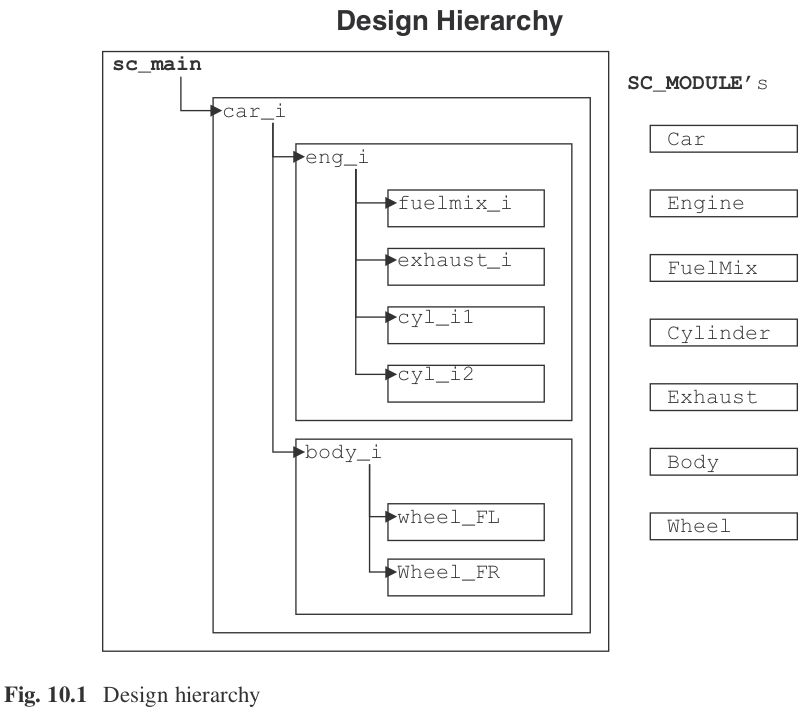 Design Hierarchy
sc_main
car_i
eng_i
fuelmix_i
exhaust_i
cyl_i1
cyl_i2
body_i
wheel_FL
Wheel_FR
SC_MODULE's
Car
Engine
FuelMix
Cylinder
Exhaust
Body
Wheel
Fig. 10.1 Design hierarchy